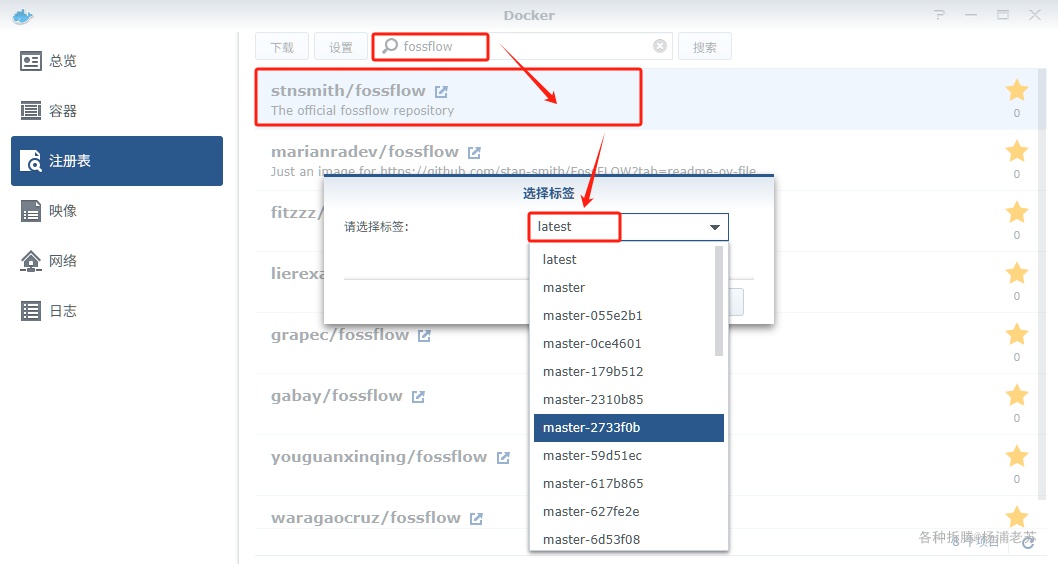 Docker
总览
容器
注册表
映像
网络
日志
下载
设置
fossflow
搜索
stnsmith/fossflow
The official fossflow repository
0
marianradev/fossflow
Just an image for https://github.com/stan-smith/FossFLOW?tab=readme-ov-file
0
fitzzz/
0
lierexa
0
grapec/fossflow
0
gabay/fossflow
0
youguanxinqing/fossflow
0
waragaocruz/fossflow
选择标签
请选择标签:
latest
latest
master
master-055e2b1
master-0ce4601
master-179b512
master-2310b85
master-2733f0b
master-59d51ec
master-617b865
master-627fe2e
master-6d53f08
8 个项目
各种折腾@杨浦老苏